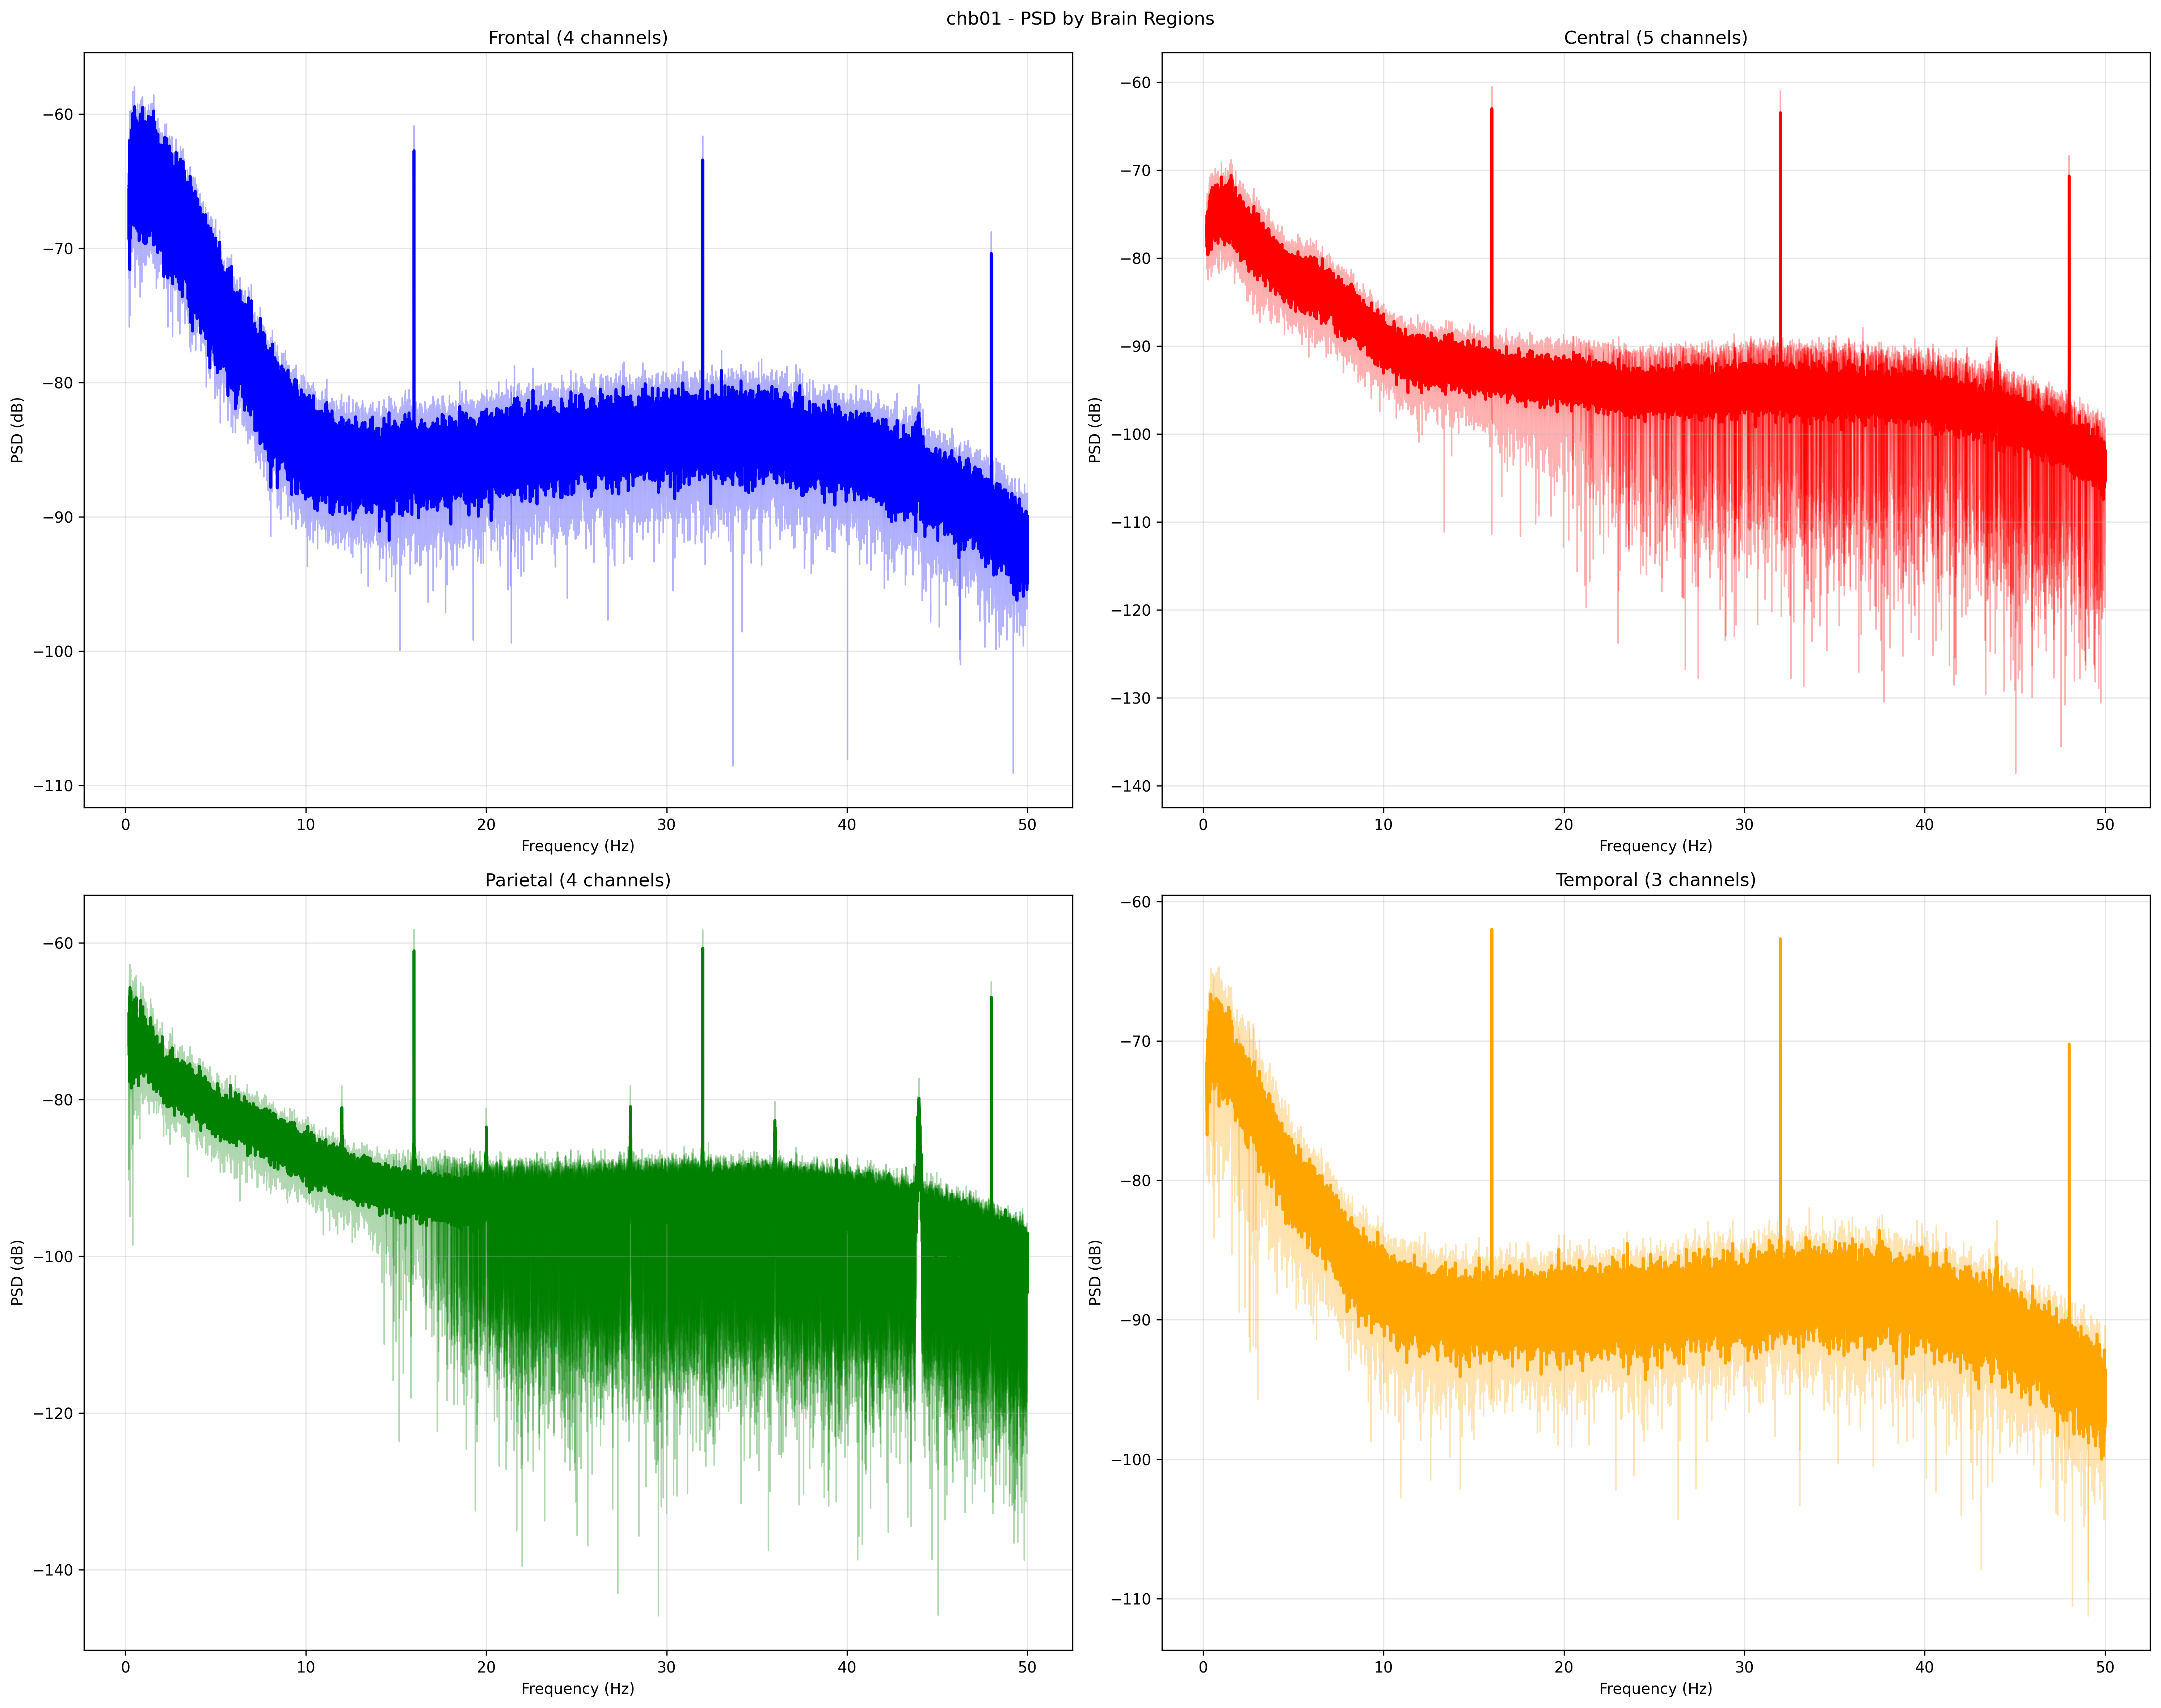 chb01 - PSD by Brain Regions
Frontal (4 channels)
PSD (dB)
−60
−70
−80
−90
−100
−110
0 10 20 30 40 50
Frequency (Hz)
Central (5 channels)
PSD (dB)
−60
−70
−80
−90
−100
−110
−120
−130
−140
0 10 20 30 40 50
Frequency (Hz)
Parietal (4 channels)
PSD (dB)
−60
−80
−100
−120
−140
0 10 20 30 40 50
Frequency (Hz)
Temporal (3 channels)
PSD (dB)
−60
−70
−80
−90
−100
−110
0 10 20 30 40 50
Frequency (Hz)